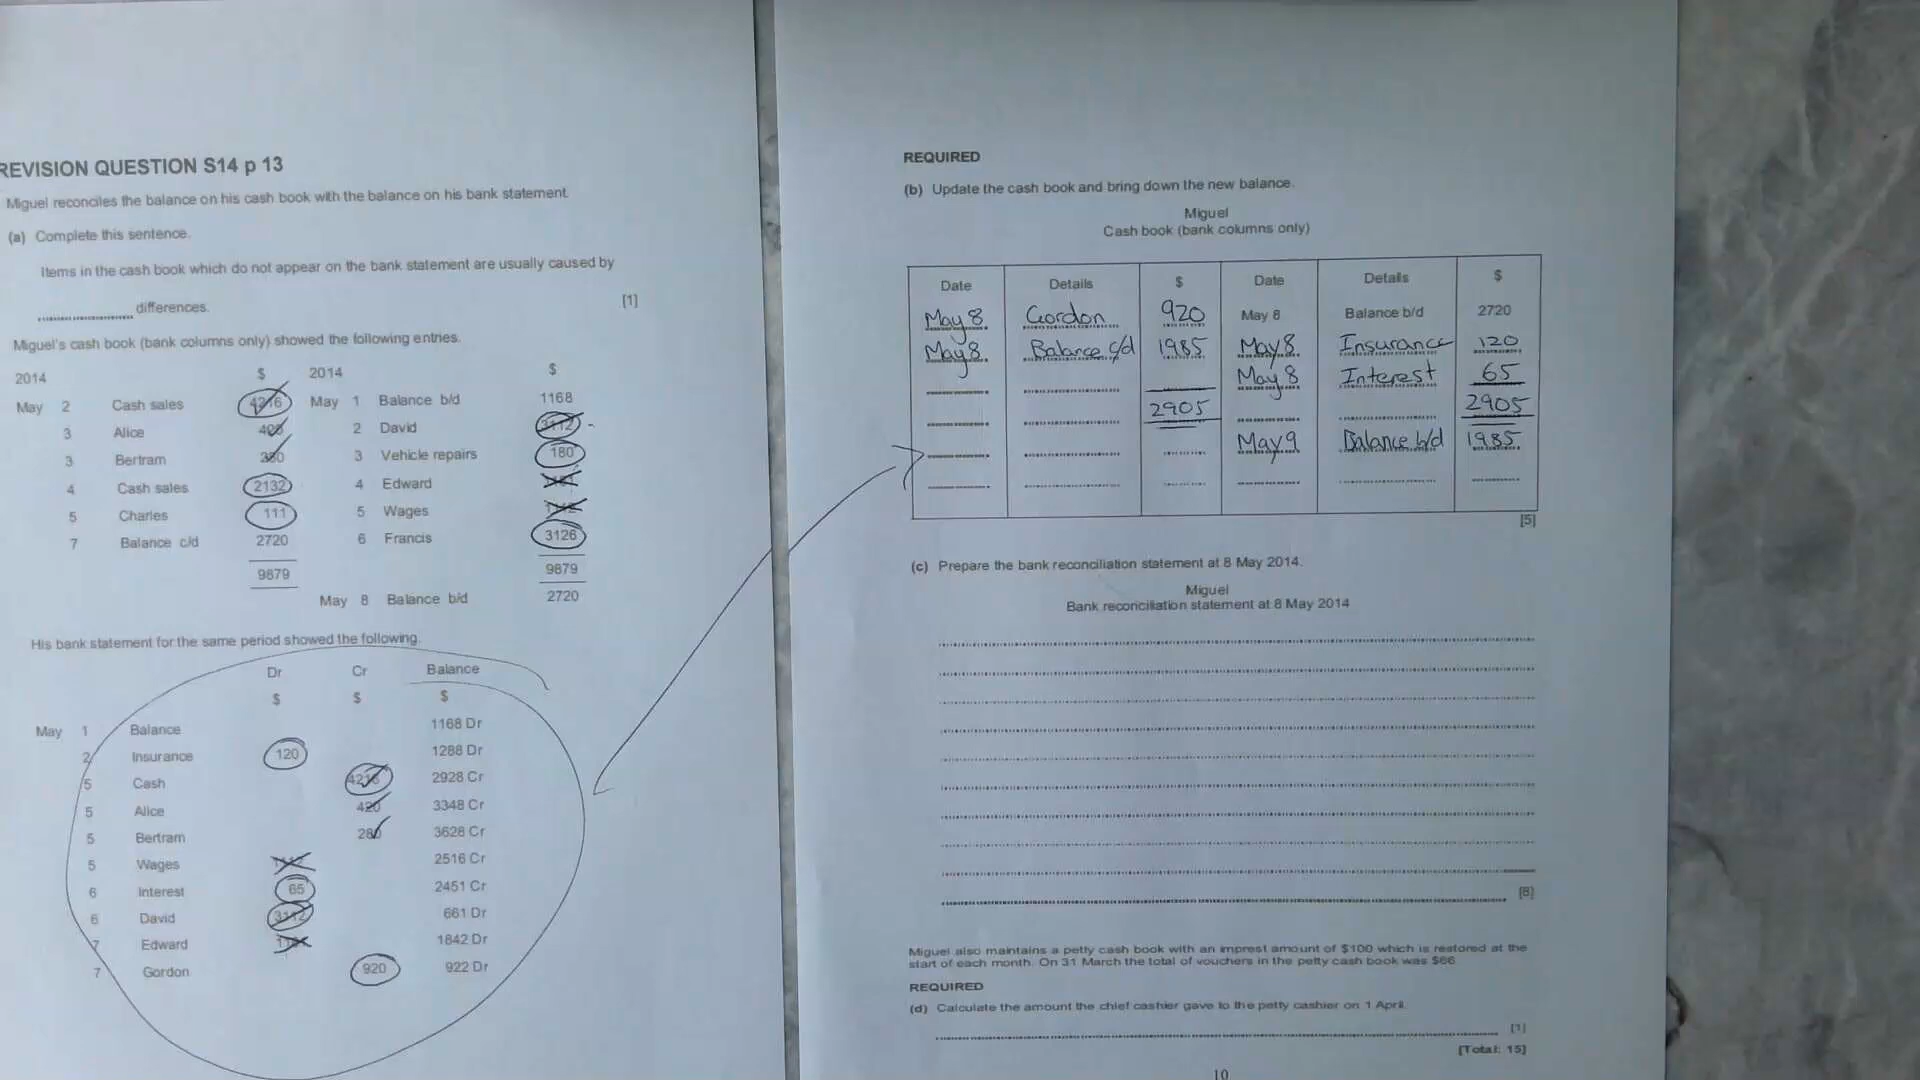 REVISION QUESTION S14 p 13
Miguel reconciles the balance on his cash book with the balance on his bank statement.
(a) Complete this sentence.
Items in the cash book which do not appear on the bank statement are usually caused by
differences. [1]
Miguel's cash book (bank columns only) showed the following entries.
2014 $ 2014 $
May 2 Cash sales 4216 May 1 Balance b/d 1168
3 Alice 420 2 David 3112
3 Bertram 280 3 Vehicle repairs 180
4 Cash sales 2132 4 Edward
5 Charles 111 5 Wages
7 Balance c/d 2720 6 Francis 3126
9879 9879
May 8 Balance b/d 2720
His bank statement for the same period showed the following.
Dr Cr Balance
$ $ $
May 1 Balance 1168 Dr
2 Insurance 120 1288 Dr
5 Cash 4216 2928 Cr
5 Alice 420 3348 Cr
5 Bertram 280 3628 Cr
5 Wages 2516 Cr
6 Interest 65 2451 Cr
6 David 3112 661 Dr
7 Edward 1842 Dr
7 Gordon 920 922 Dr
REQUIRED
(b) Update the cash book and bring down the new balance.
Miguel
Cash book (bank columns only)
Date Details $ Date Details $
May 8 Gordon 920 May 8 Balance b/d 2720
May 8 Balance c/d 1985 May 8 Insurance 120
May 8 Interest 65
2905 2905
May 9 Balance b/d 1985
[5]
(c) Prepare the bank reconciliation statement at 8 May 2014.
Miguel
Bank reconciliation statement at 8 May 2014
[8]
Miguel also maintains a petty cash book with an imprest amount of $100 which is restored at the
start of each month. On 31 March the total of vouchers in the petty cash book was $66
REQUIRED
(d) Calculate the amount the chief cashier gave to the petty cashier on 1 April.
[1]
[Total: 15]
10